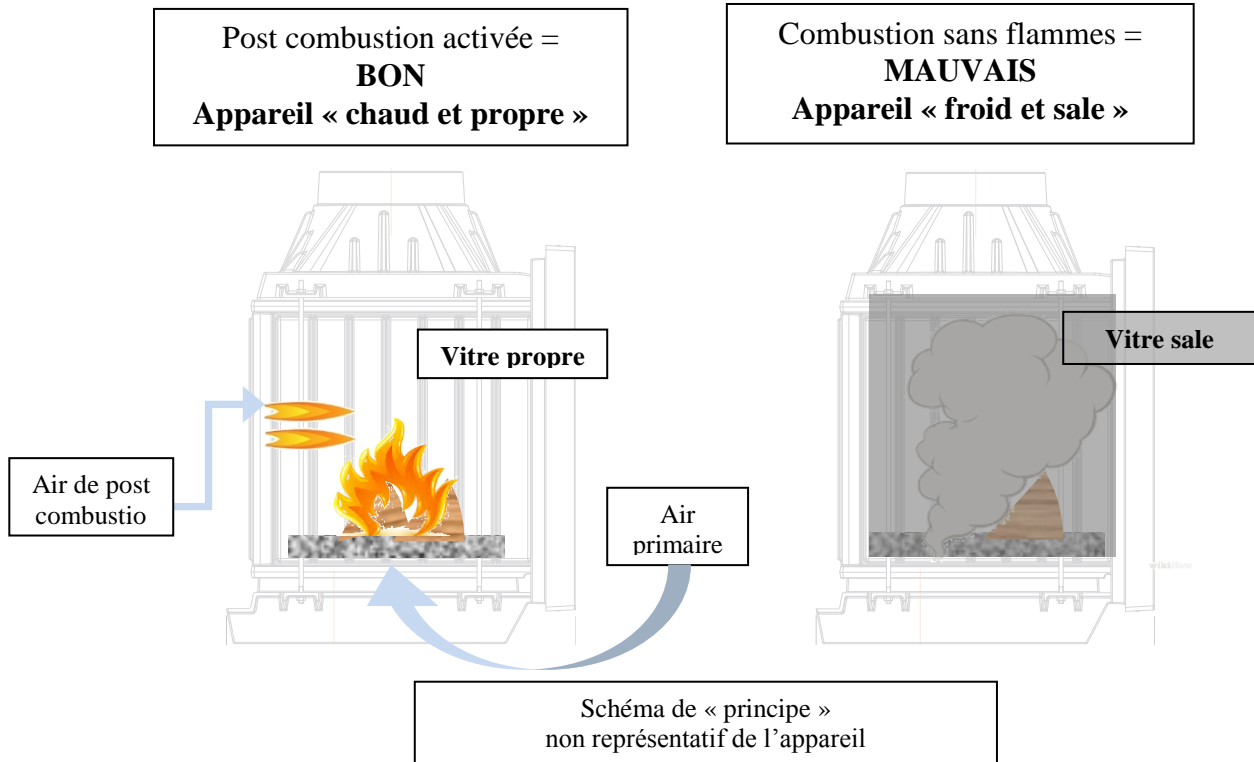 Post combustion activée =
BON
Appareil « chaud et propre »
Combustion sans flammes =
MAUVAIS
Appareil « froid et sale »
Vitre propre
Vitre sale
Air de post
combustio
Air
primaire
wikiHow
Schéma de « principe »
non représentatif de l’appareil